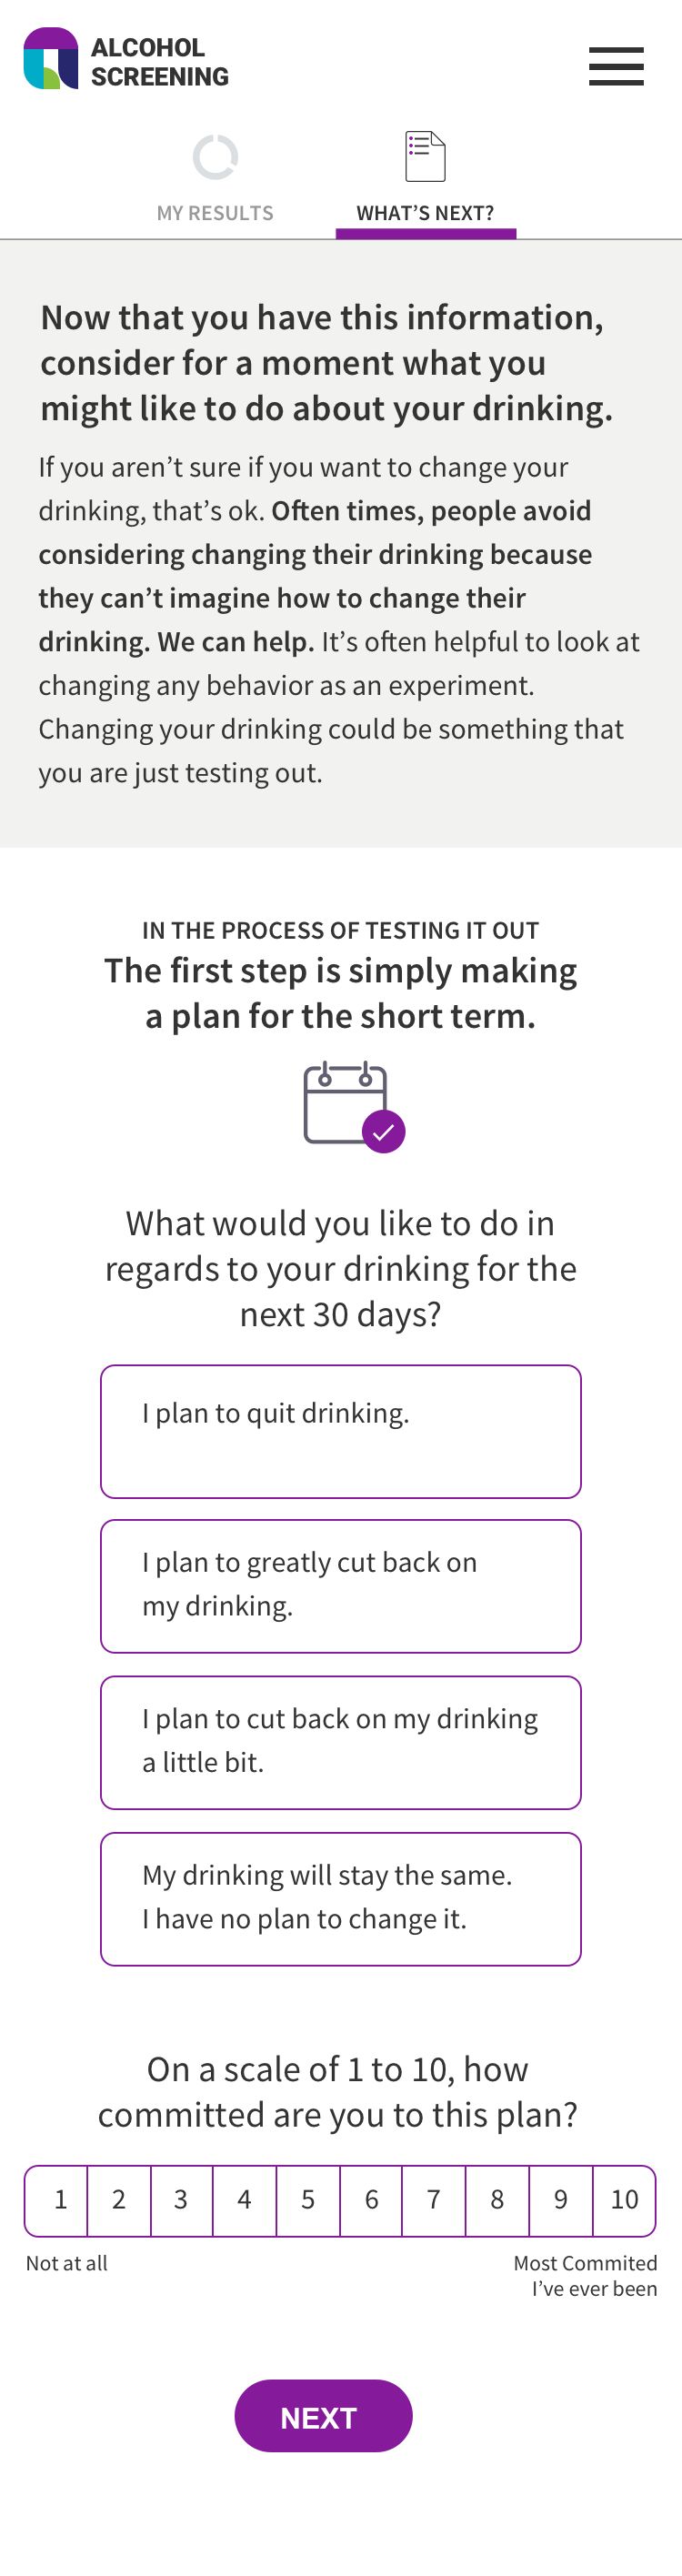 ALCOHOL
SCREENING
MY RESULTS
WHAT’S NEXT?
Now that you have this information,
consider for a moment what you
might like to do about your drinking.
If you aren’t sure if you want to change your
drinking, that’s ok. Often times, people avoid
considering changing their drinking because
they can’t imagine how to change their
drinking. We can help. It’s often helpful to look at
changing any behavior as an experiment.
Changing your drinking could be something that
you are just testing out.
IN THE PROCESS OF TESTING IT OUT
The first step is simply making
a plan for the short term.
What would you like to do in
regards to your drinking for the
next 30 days?
I plan to quit drinking.
I plan to greatly cut back on
my drinking.
I plan to cut back on my drinking
a little bit.
My drinking will stay the same.
I have no plan to change it.
On a scale of 1 to 10, how
committed are you to this plan?
1 2 3 4 5 6 7 8 9 10
Not at all
Most Commited
I’ve ever been
NEXT